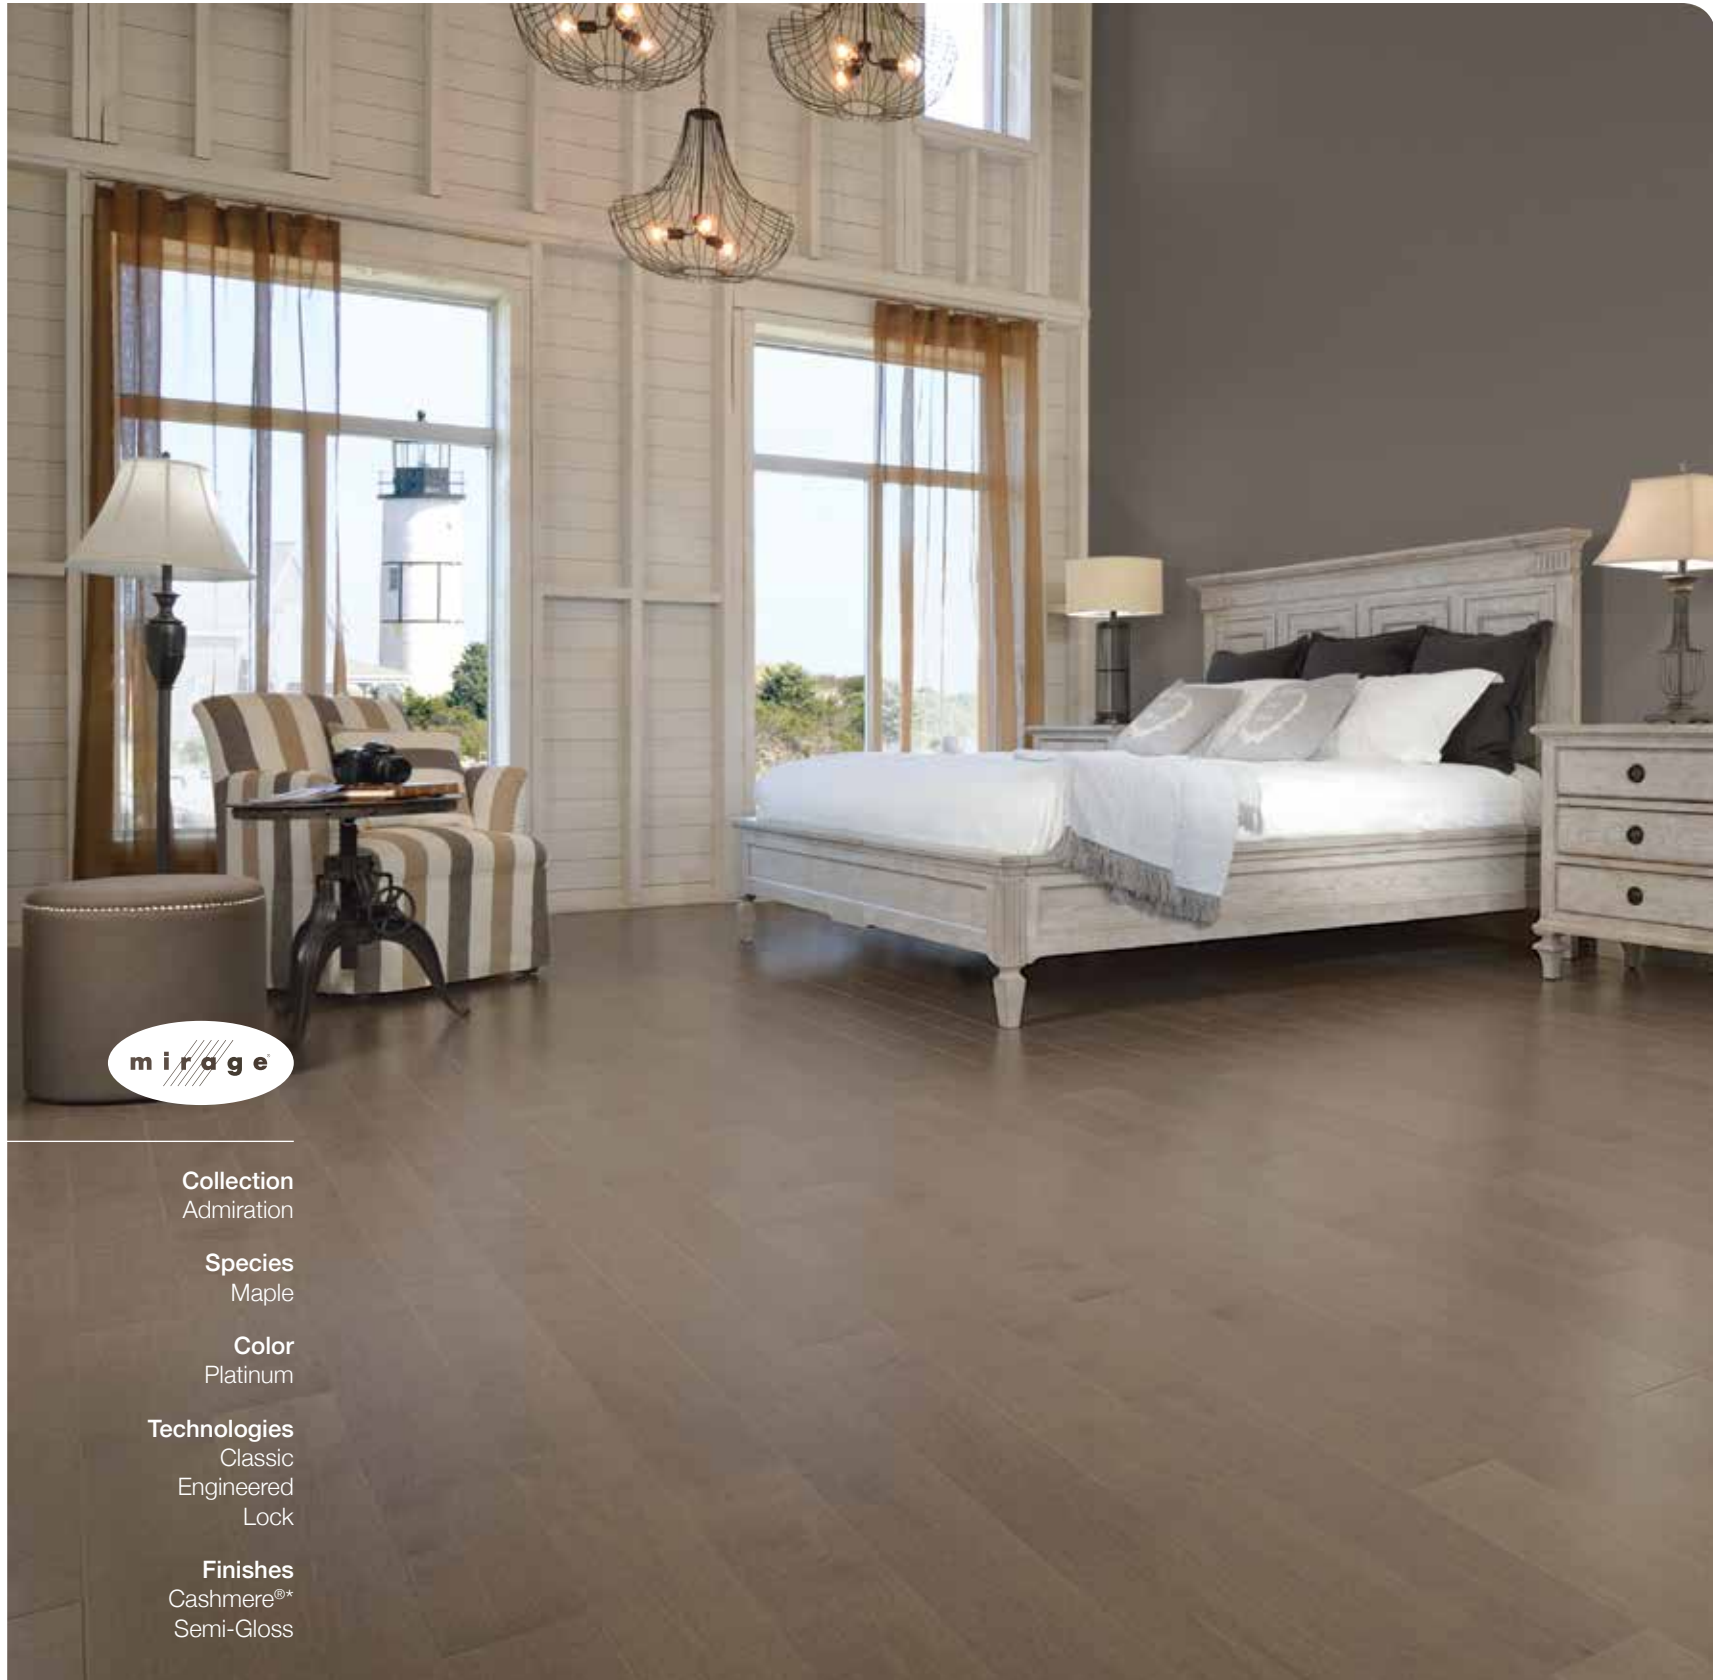 mirage
Collection
Admiration
Species
Maple
Color
Platinum
Technologies
Classic
Engineered
Lock
Finishes
Cashmere®*
Semi-Gloss